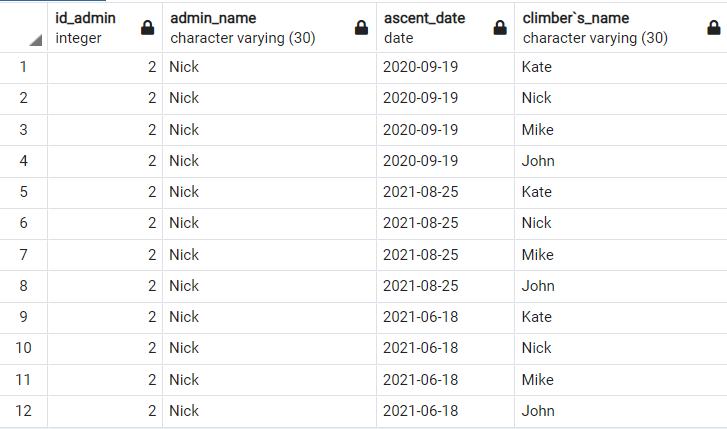 id_admin admin_name ascent_date climber`s_name
integer character varying (30) date character varying (30)
1 2 Nick 2020-09-19 Kate
2 2 Nick 2020-09-19 Nick
3 2 Nick 2020-09-19 Mike
4 2 Nick 2020-09-19 John
5 2 Nick 2021-08-25 Kate
6 2 Nick 2021-08-25 Nick
7 2 Nick 2021-08-25 Mike
8 2 Nick 2021-08-25 John
9 2 Nick 2021-06-18 Kate
10 2 Nick 2021-06-18 Nick
11 2 Nick 2021-06-18 Mike
12 2 Nick 2021-06-18 John